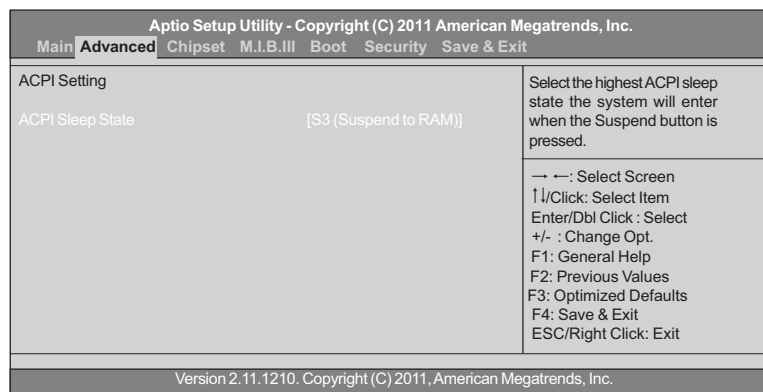 Aptio Setup Utility - Copyright (C) 2011 American Megatrends, Inc.
Main Advanced Chipset M.I.B.III Boot Security Save & Exit
ACPI Setting
ACPI Sleep State [S3 (Suspend to RAM)]
Select the highest ACPI sleep
state the system will enter
when the Suspend button is
pressed.
→ ←: Select Screen
↑↓/Click: Select Item
Enter/Dbl Click : Select
+/- : Change Opt.
F1: General Help
F2: Previous Values
F3: Optimized Defaults
F4: Save & Exit
ESC/Right Click: Exit
Version 2.11.1210. Copyright (C) 2011, American Megatrends, Inc.